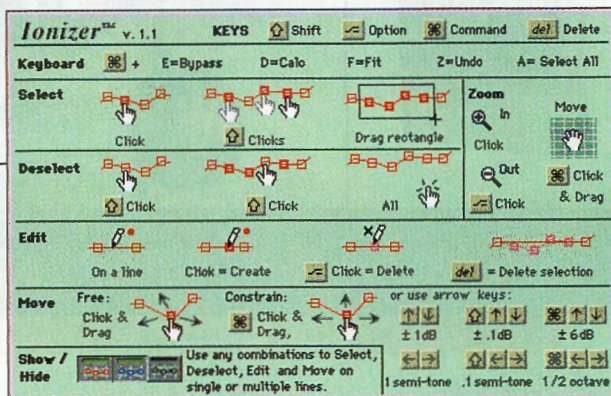 Ionizer™ v. 1.1 KEYS Shift Option Command del Delete
Keyboard + E=Bypass D=Calc F=Fit Z=Undo A= Select All
Select
Click
Clicks
Drag rectangle
Zoom
In
Click
Out
Click
Move
Click
& Drag
Deselect
Click
Click
All
Edit
On a line
Click = Create
Click = Delete
del = Delete selection
Move
Free:
Click &
Drag
Constrain:
Click &
Drag,
or use arrow keys:
± 1dB ± .1dB ± 6dB
1 semi-tone .1 semi-tone 1/2 octave
Show /
Hide
Use any combinations to Select,
Deselect, Edit and Move on
single or multiple lines.